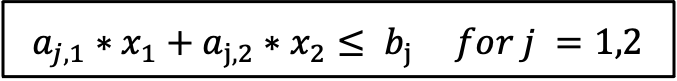 a_{j,1} * x_1 + a_{j,2} * x_2 ≤ b_j for j = 1,2